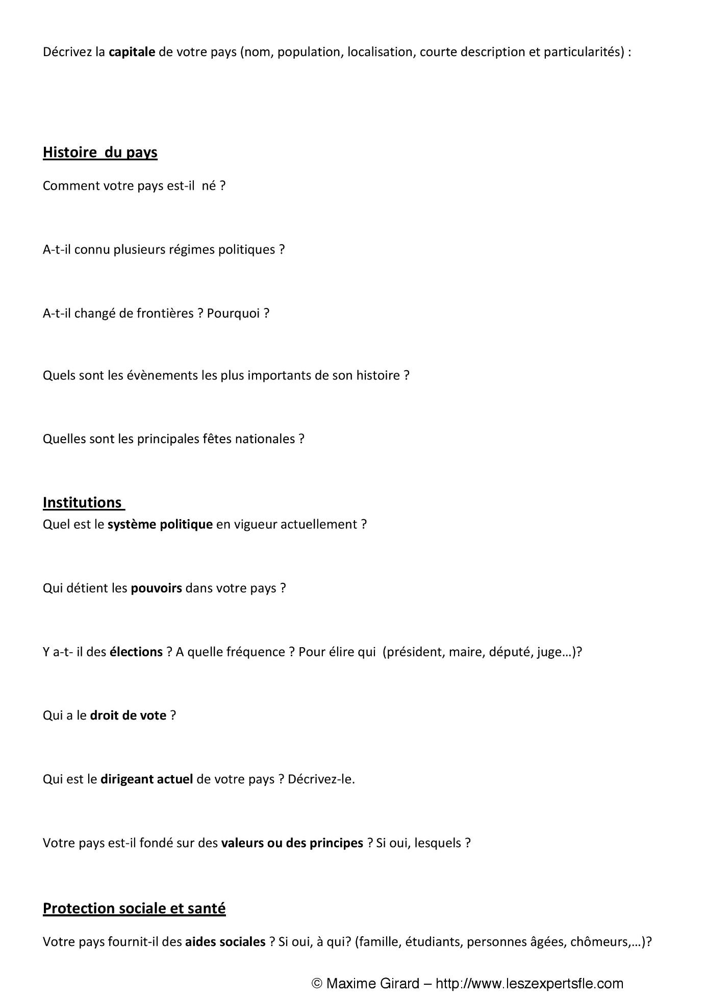 Décrivez la capitale de votre pays (nom, population, localisation, courte description et particularités) :
Histoire  du pays
Comment votre pays est-il  né ?
A-t-il connu plusieurs régimes politiques ?
A-t-il changé de frontières ? Pourquoi ?
Quels sont les évènements les plus importants de son histoire ?
Quelles sont les principales fêtes nationales ?
Institutions
Quel est le système politique en vigueur actuellement ?
Qui détient les pouvoirs dans votre pays ?
Y a-t- il des élections ? A quelle fréquence ? Pour élire qui  (président, maire, député, juge…)?
Qui a le droit de vote ?
Qui est le dirigeant actuel de votre pays ? Décrivez-le.
Votre pays est-il fondé sur des valeurs ou des principes ? Si oui, lesquels ?
Protection sociale et santé
Votre pays fournit-il des aides sociales ? Si oui, à qui? (famille, étudiants, personnes âgées, chômeurs,…)?
© Maxime Girard – http://www.leszexpertsfle.com